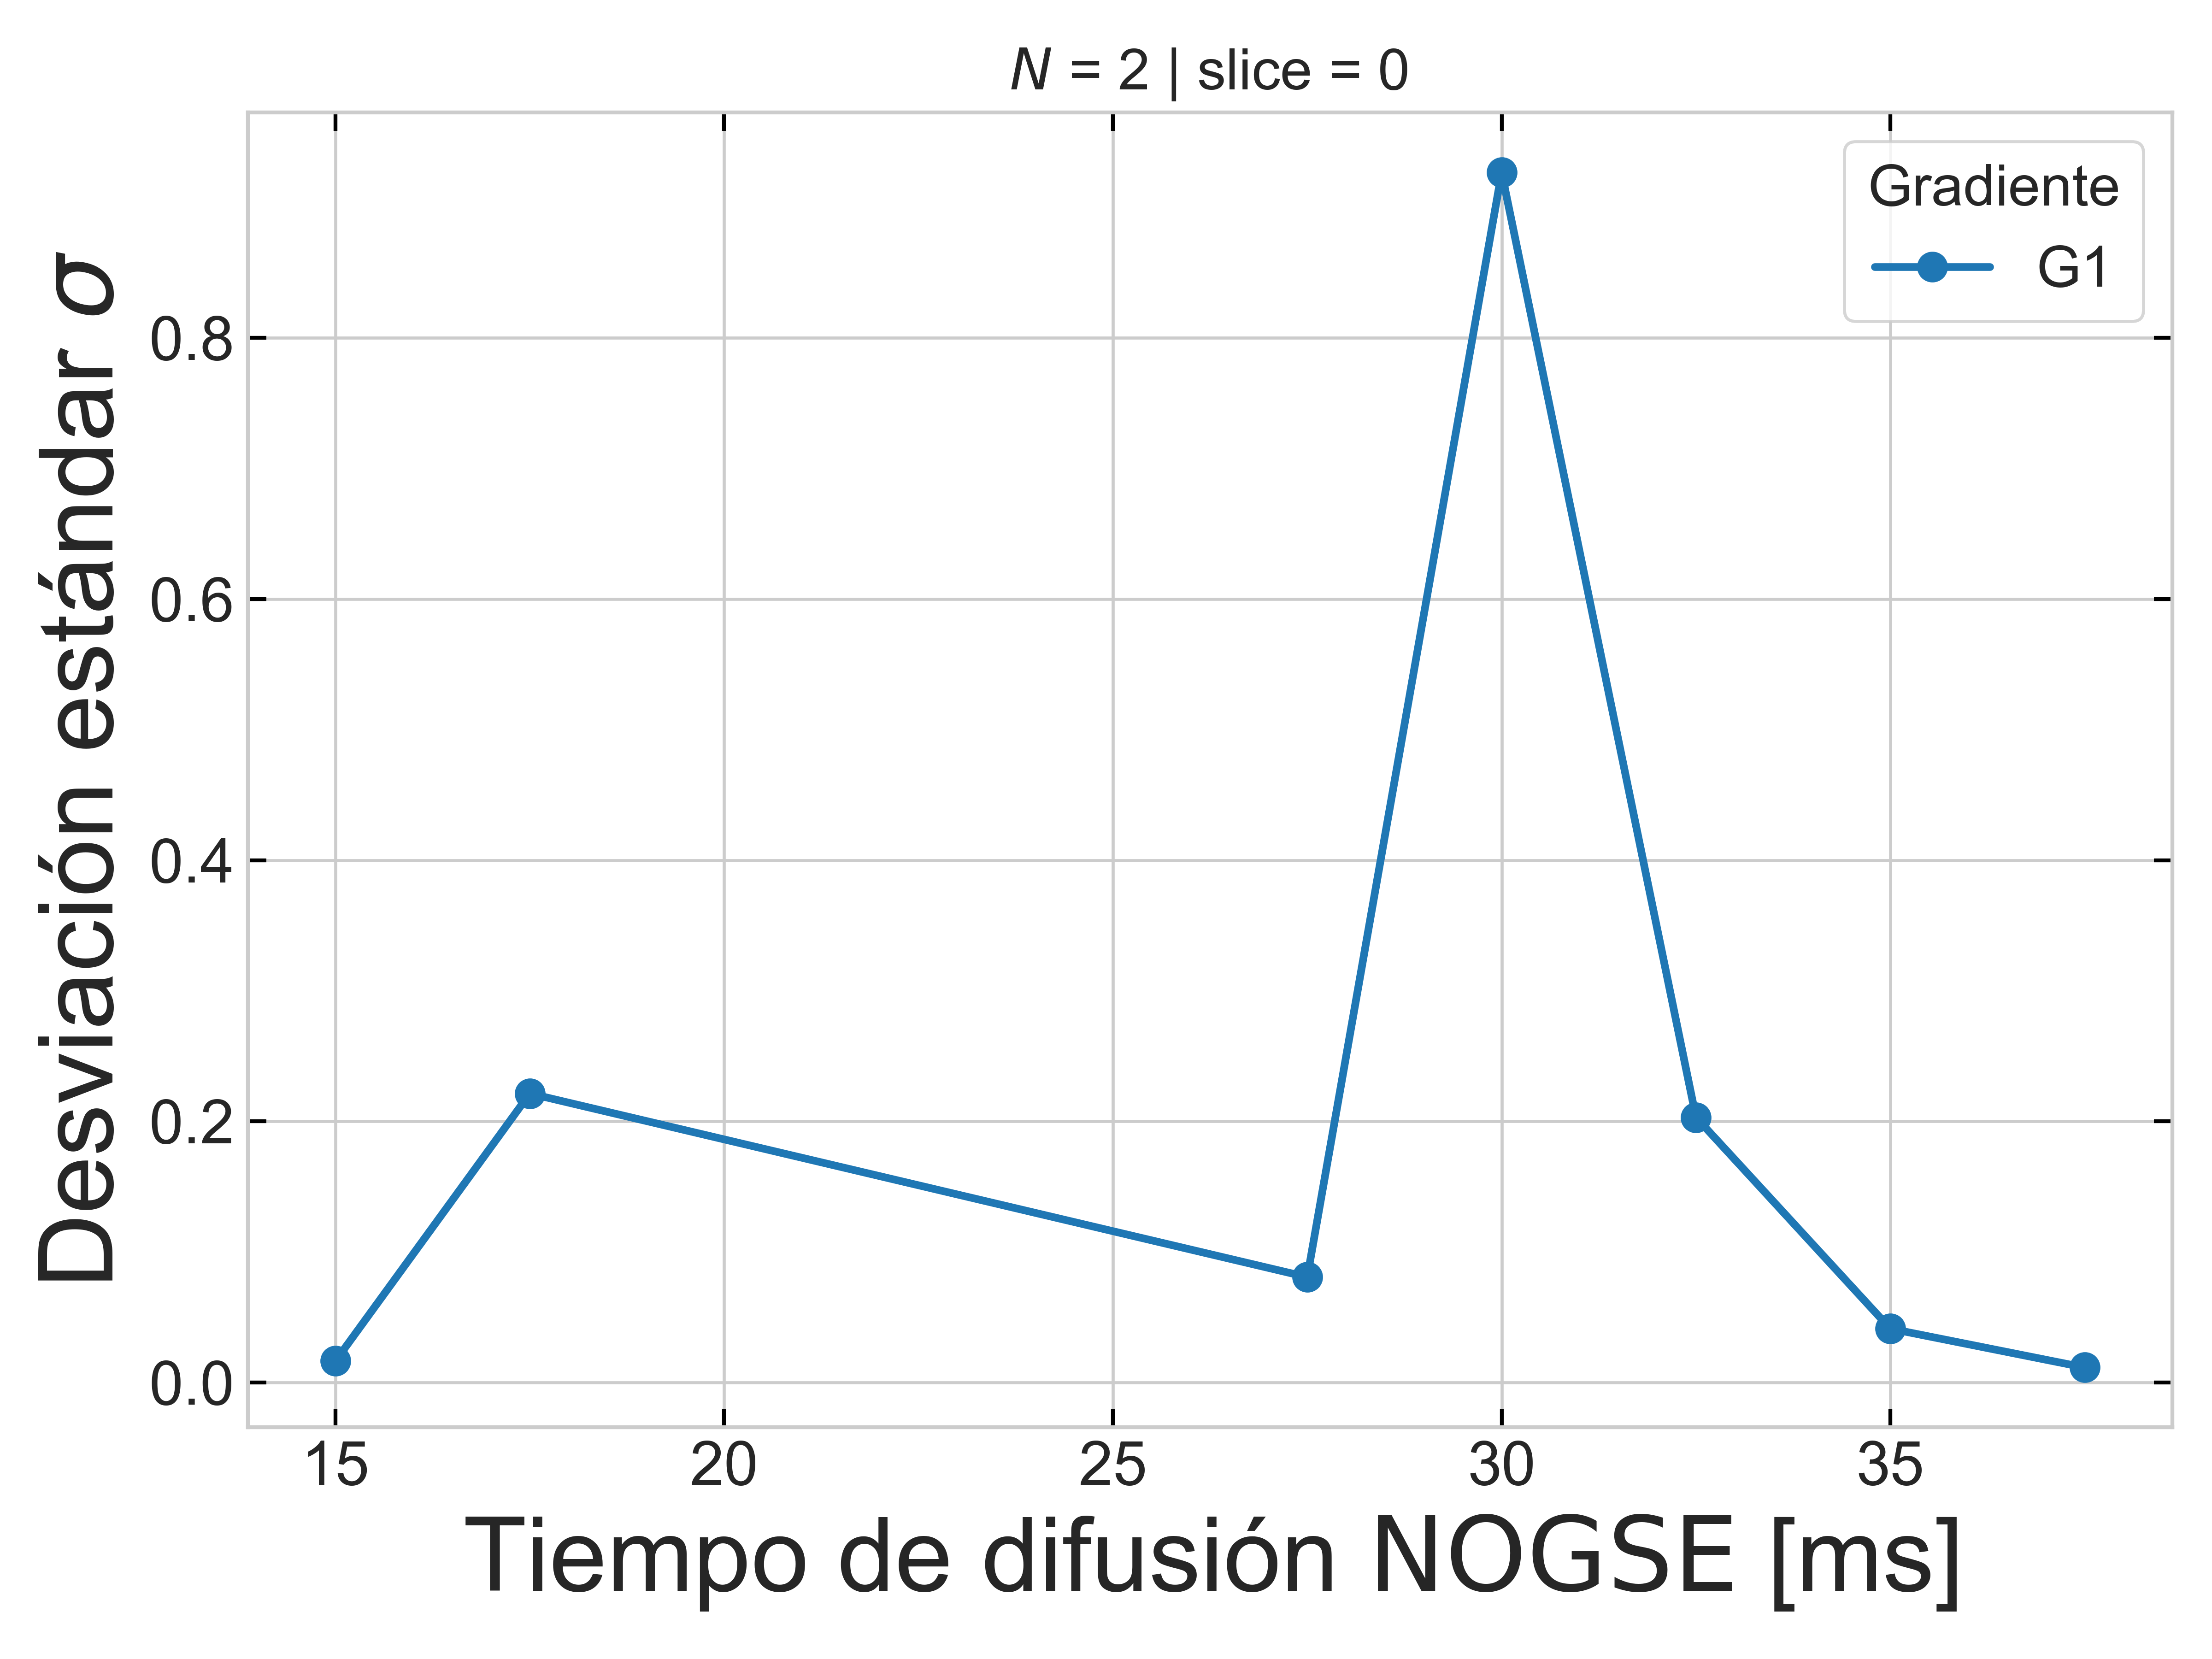 N = 2 | slice = 0
Gradiente
G1
Desviación estándar σ
0.8
0.6
0.4
0.2
0.0
15 20 25 30 35
Tiempo de difusión NOGSE [ms]